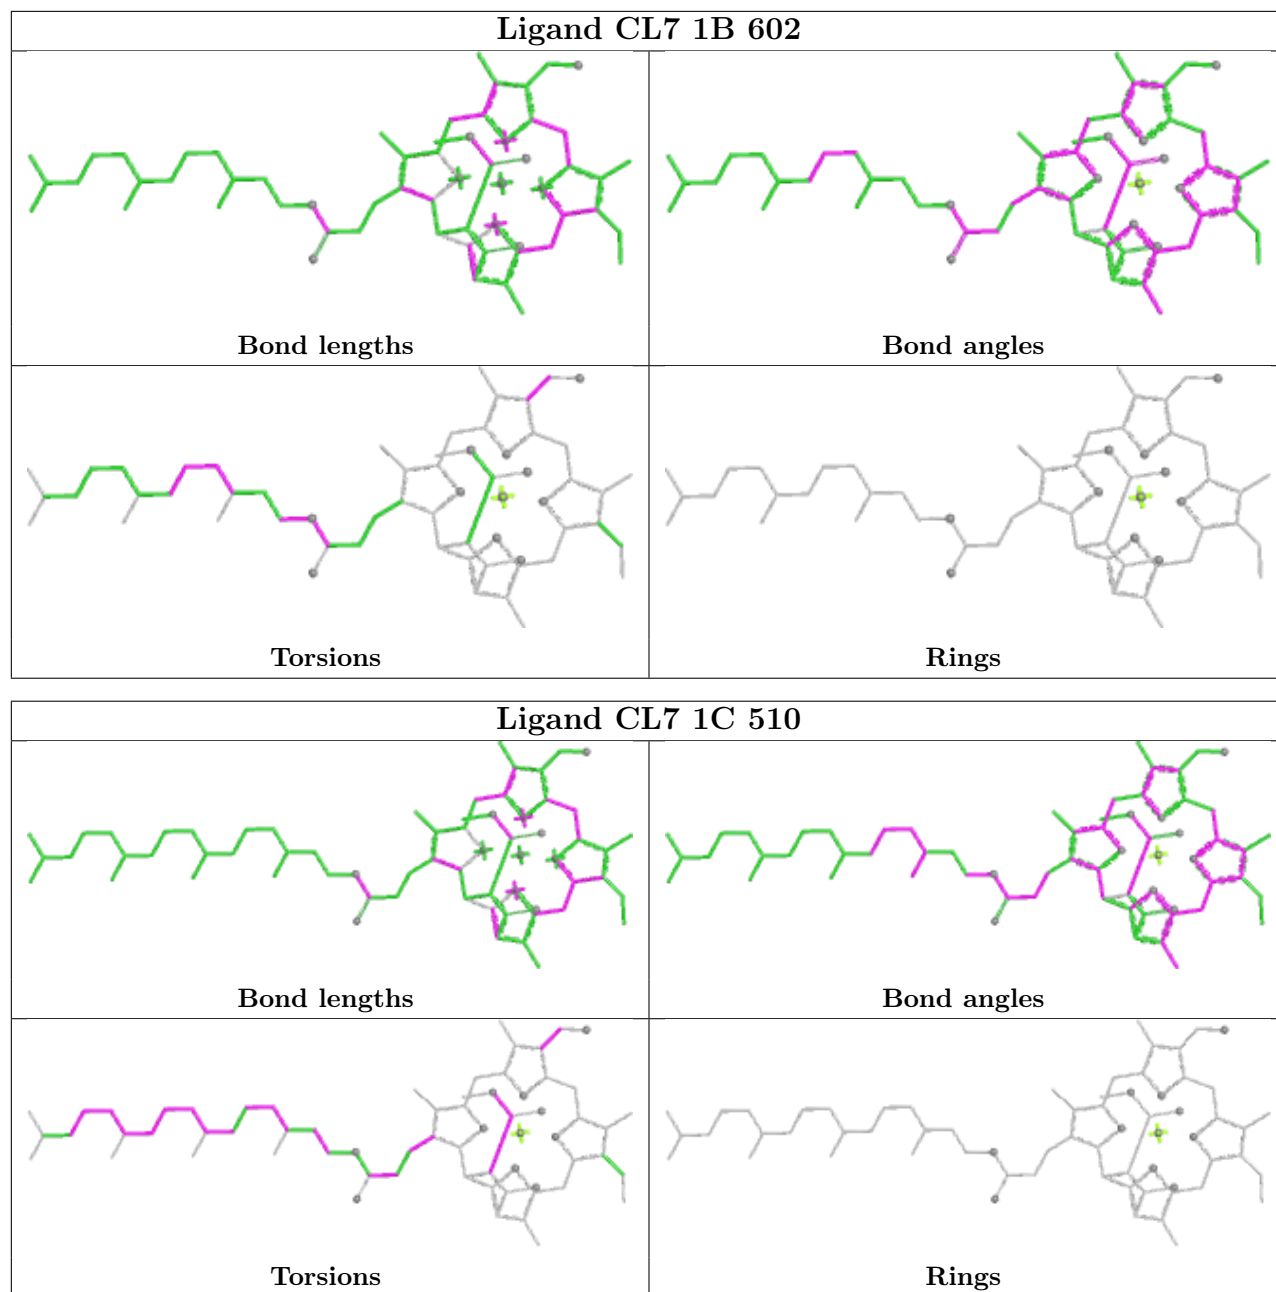 Ligand CL7 1B 602
Bond lengths
Bond angles
Torsions
Rings
Ligand CL7 1C 510
Bond lengths
Bond angles
Torsions
Rings